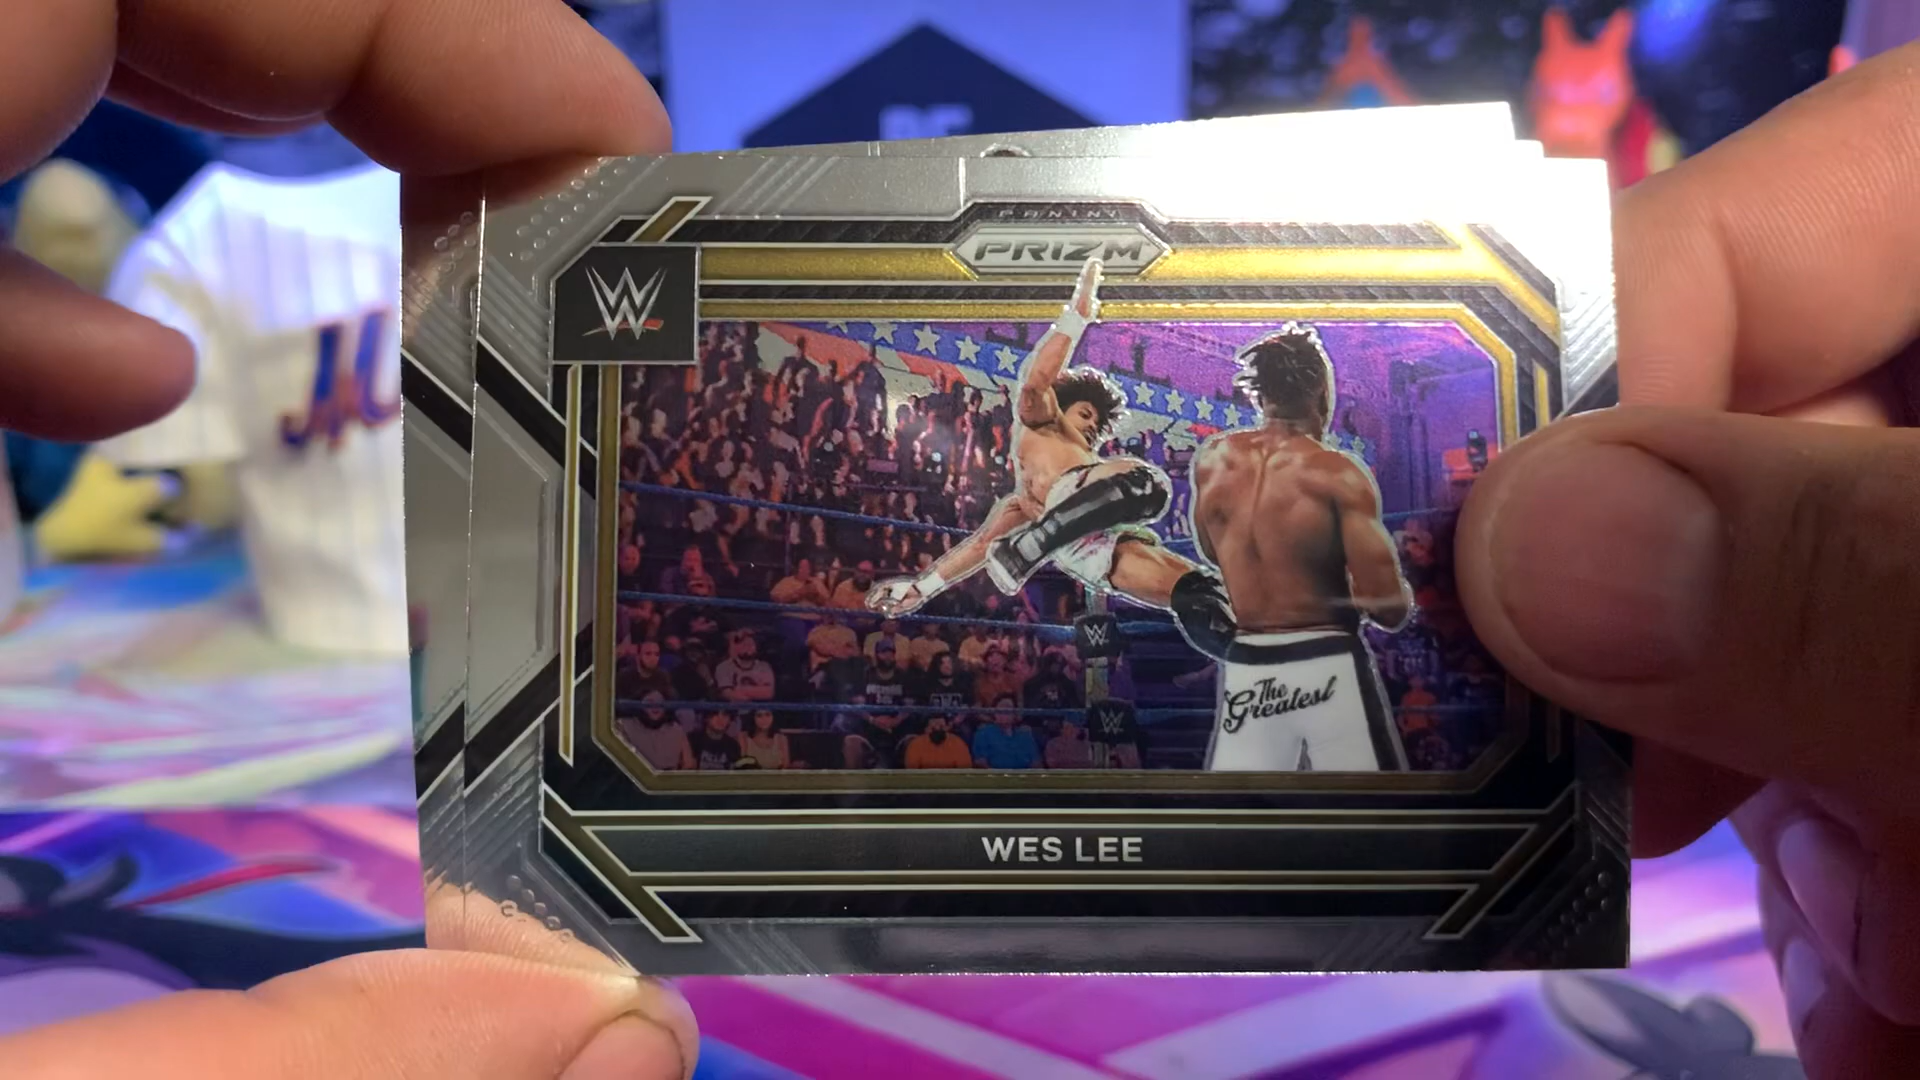 PANINI
PRIZM
W
W
W
The
Greatest
WES LEE